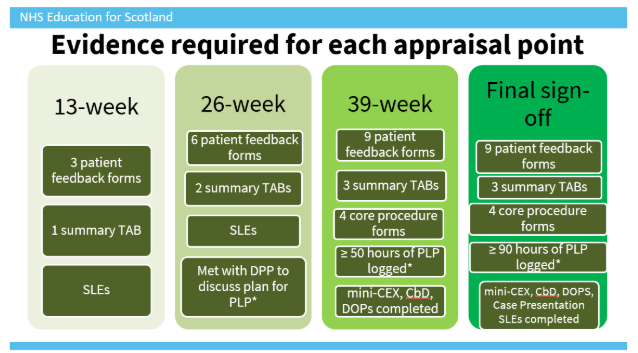 NHS Education for Scotland
Evidence required for each appraisal point
13-week
3 patient
feedback forms
1 summary TAB
SLEs
26-week
6 patient feedback
forms
2 summary TABs
SLEs
Met with DPP to
discuss plan for
PLP*
39-week
9 patient
feedback forms
3 summary TABs
4 core procedure
forms
≥ 50 hours of PLP
logged*
mini-CEX, CbD,
DOPs completed
Final sign-
off
9 patient feedback
forms
3 summary TABs
4 core procedure
forms
≥ 90 hours of PLP
logged*
mini-CEX, CbD, DOPS,
Case Presentation
SLEs completed